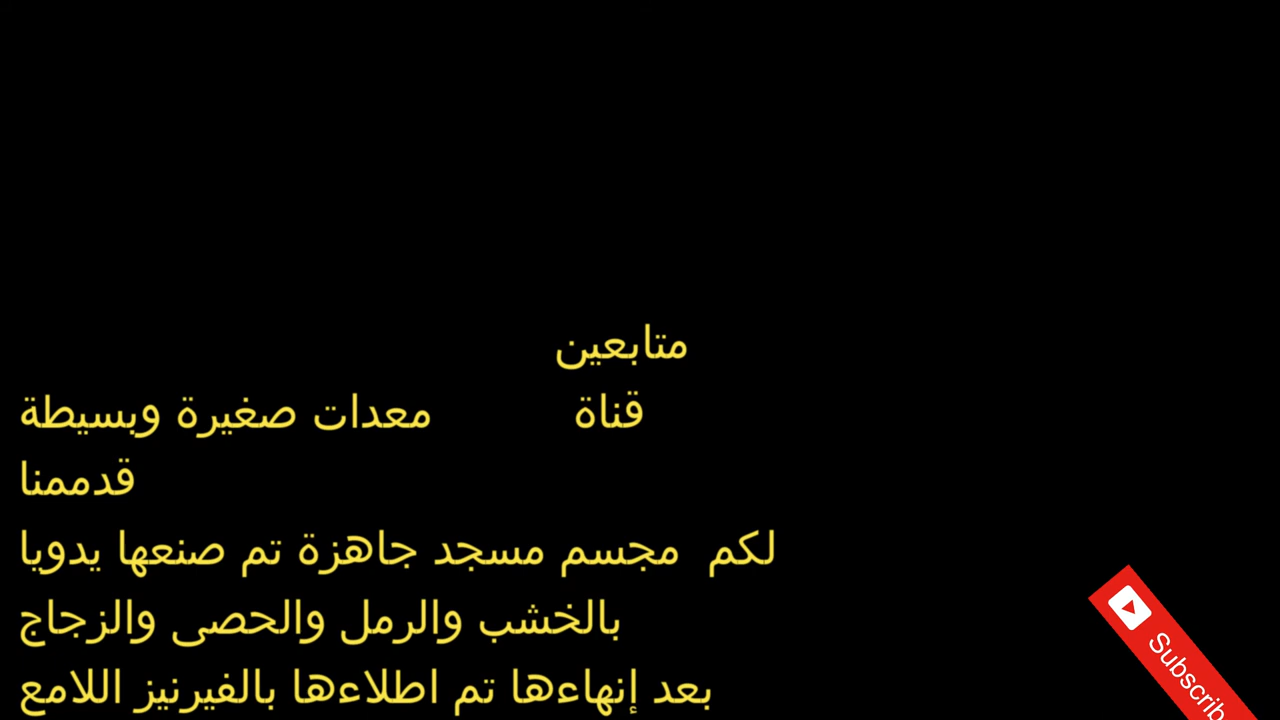 متابعين
قناة معدات صغيرة وبسيطة
قدممنا
لكم مجسم مسجد جاهزة تم صنعها يدويا
بالخشب والرمل والحصى والزجاج
بعد إنهاءها تم اطلاءها بالفيرنيز اللامع
Subscrib